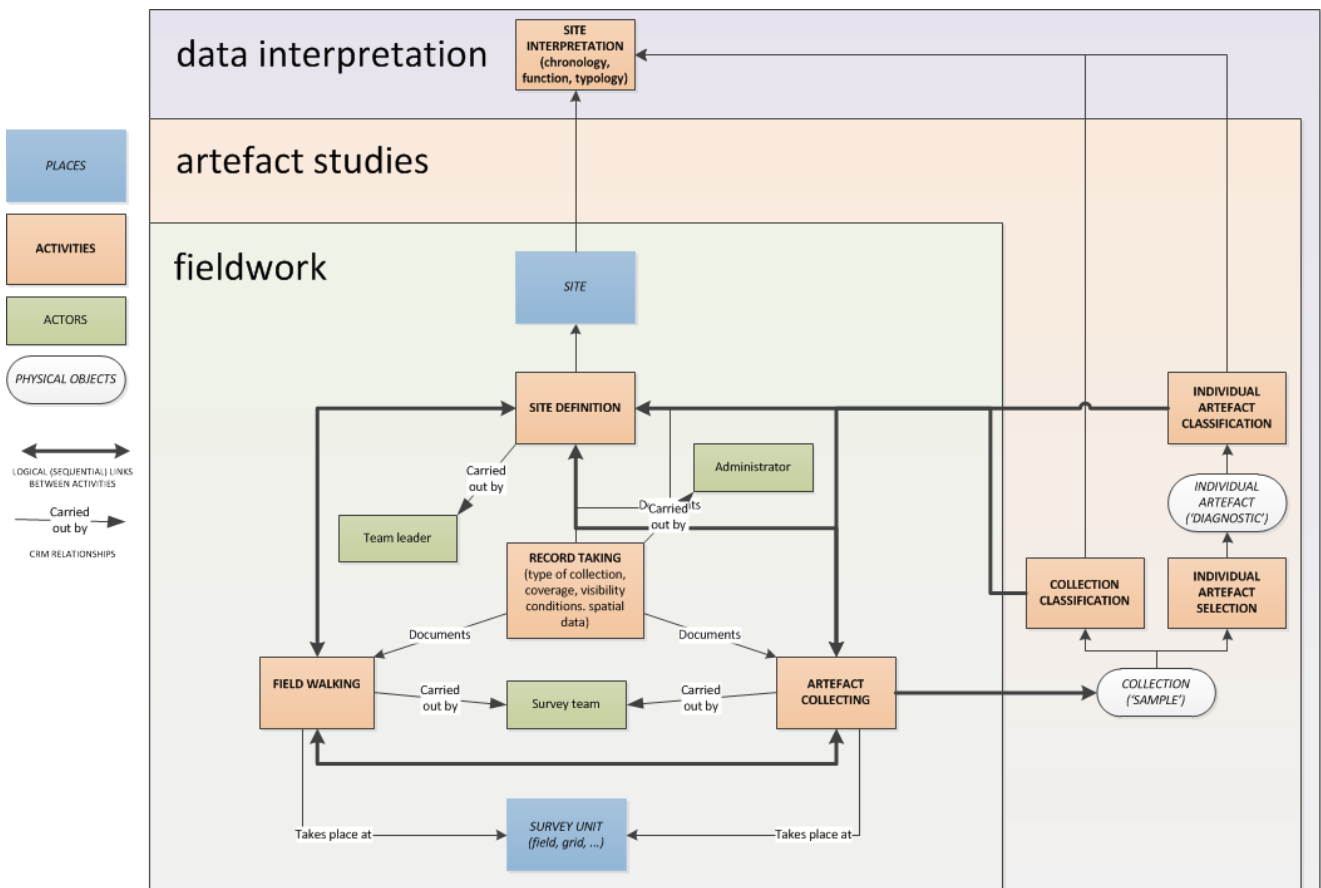 data interpretation
SITE
INTERPRETATION
(chronology,
function, typology)
artefact studies
fieldwork
PLACES
ACTIVITIES
ACTORS
PHYSICAL OBJECTS
LOGICAL (SEQUENTIAL) LINKS
BETWEEN ACTIVITIES
Carried
out by
CRM RELATIONSHIPS
SITE
SITE DEFINITION
Carried
out by
Team leader
Administrator
Carried
out by
RECORD TAKING
(type of collection,
coverage, visibility
conditions. spatial
data)
Documents
Documents
FIELD WALKING
Carried
out by
Survey team
Carried
out by
ARTEFACT
COLLECTING
Takes place at
SURVEY UNIT
(field, grid, ...)
Takes place at
INDIVIDUAL
ARTEFACT
CLASSIFICATION
INDIVIDUAL
ARTEFACT
('DIAGNOSTIC')
COLLECTION
CLASSIFICATION
INDIVIDUAL
ARTEFACT
SELECTION
COLLECTION
('SAMPLE')